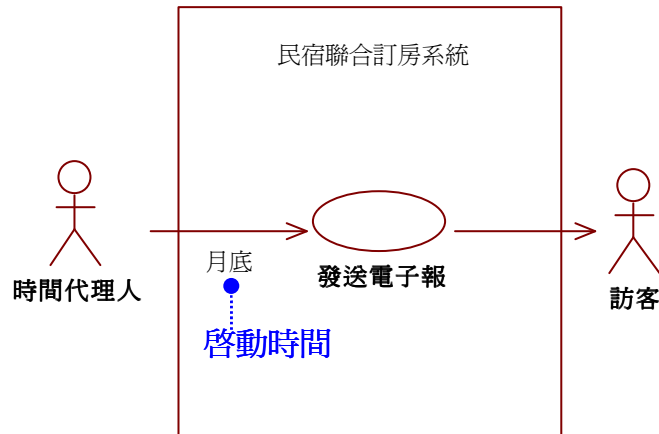 民宿聯合訂房系統
月底
時間代理人
發送電子報
訪客
啓動時間